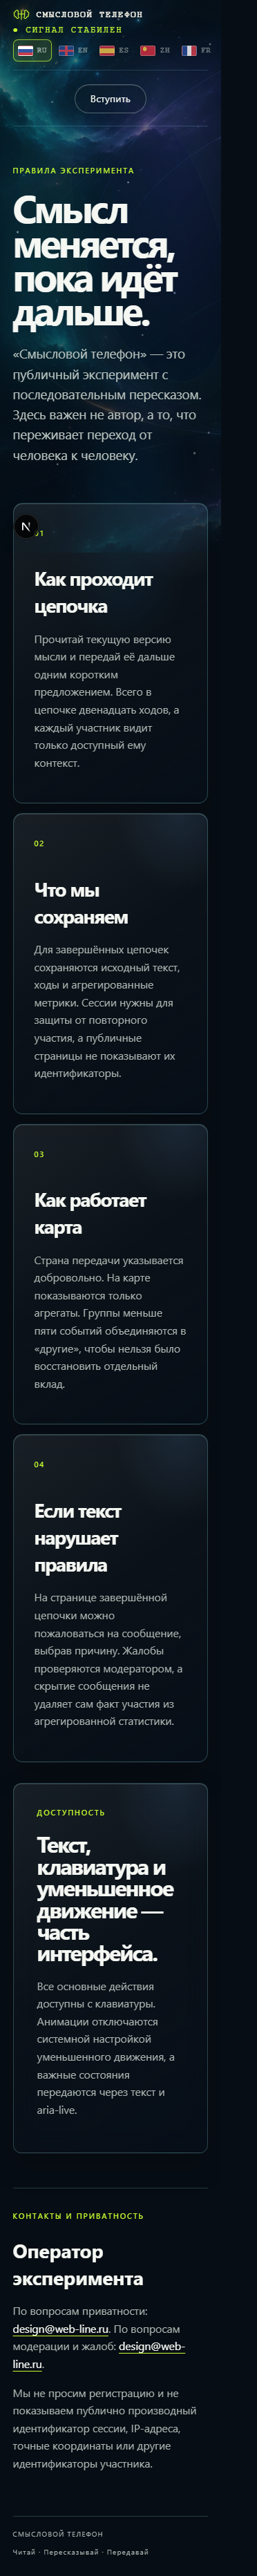 СМЫСЛОВОЙ ТЕЛЕФОН
СИГНАЛ СТАБИЛЕН
RU EN ES ZH FR
Вступить
ПРАВИЛА ЭКСПЕРИМЕНТА
Смысл
меняется,
пока идёт
дальше.
«Смысловой телефон» — это
публичный эксперимент с
последовательным пересказом.
Здесь важен не автор, а то, что
переживает переход от
человека к человеку.
N
01
Как проходит
цепочка
Прочитай текущую версию
мысли и передай её дальше
одним коротким
предложением. Всего в
цепочке двенадцать ходов, а
каждый участник видит
только доступный ему
контекст.
02
Что мы
сохраняем
Для завершённых цепочек
сохраняются исходный текст,
ходы и агрегированные
метрики. Сессии нужны для
защиты от повторного
участия, а публичные
страницы не показывают их
идентификаторы.
03
Как работает
карта
Страна передачи указывается
добровольно. На карте
показываются только
агрегаты. Группы меньше
пяти событий объединяются в
«другие», чтобы нельзя было
восстановить отдельный
вклад.
04
Если текст
нарушает
правила
На странице завершённой
цепочки можно
пожаловаться на сообщение,
выбрав причину. Жалобы
проверяются модератором, а
скрытие сообщения не
удаляет сам факт участия из
агрегированной статистики.
ДОСТУПНОСТЬ
Текст,
клавиатура и
уменьшенное
движение —
часть
интерфейса.
Все основные действия
доступны с клавиатуры.
Анимации отключаются
системной настройкой
уменьшенного движения, а
важные состояния
передаются через текст и
aria-live.
КОНТАКТЫ И ПРИВАТНОСТЬ
Оператор
эксперимента
По вопросам приватности:
design@web-line.ru. По вопросам
модерации и жалоб: design@web-
line.ru.
Мы не просим регистрацию и не
показываем публично производный
идентификатор сессии, IP-адреса,
точные координаты или другие
идентификаторы участника.
СМЫСЛОВОЙ ТЕЛЕФОН
Читай · Пересказывай · Передавай